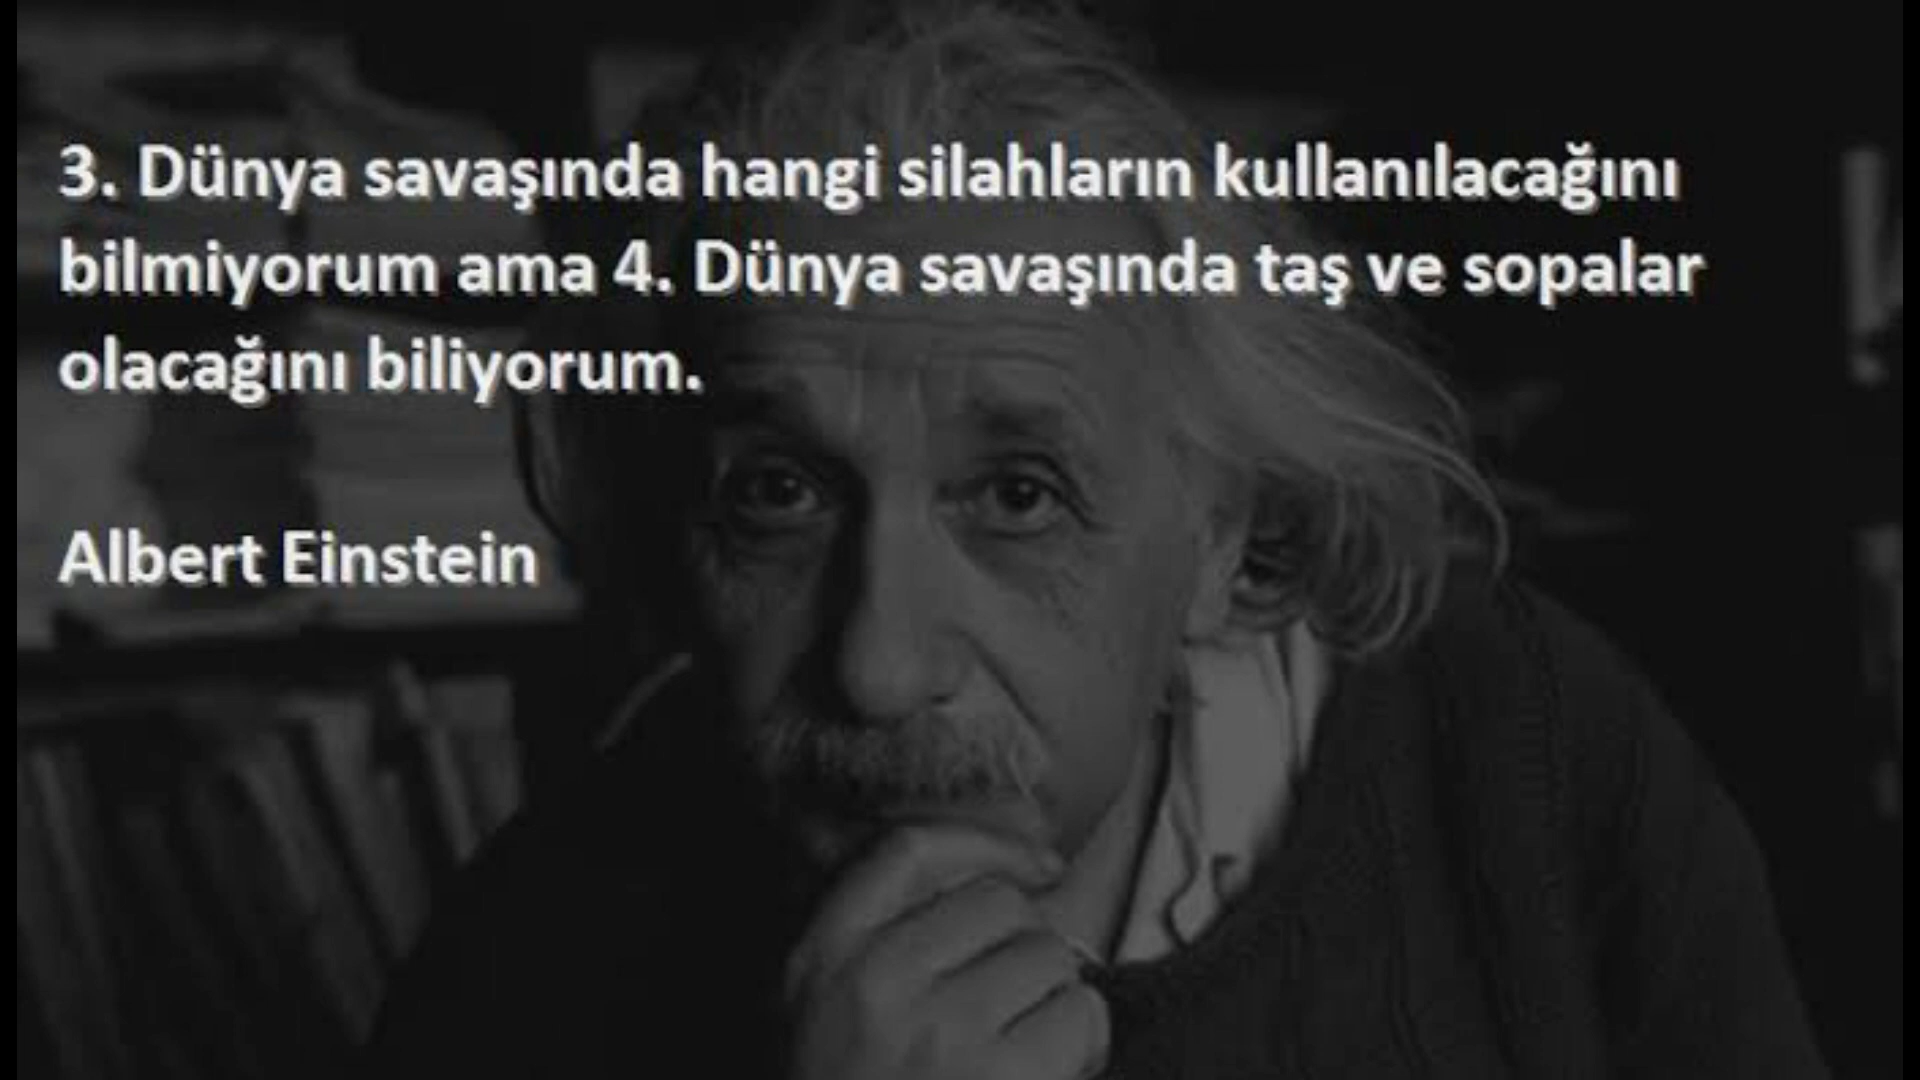 3. Dünya savaşında hangi silahların kullanılacağını
bilmiyorum ama 4. Dünya savaşında taş ve sopalar
olacağını biliyorum.
Albert Einstein